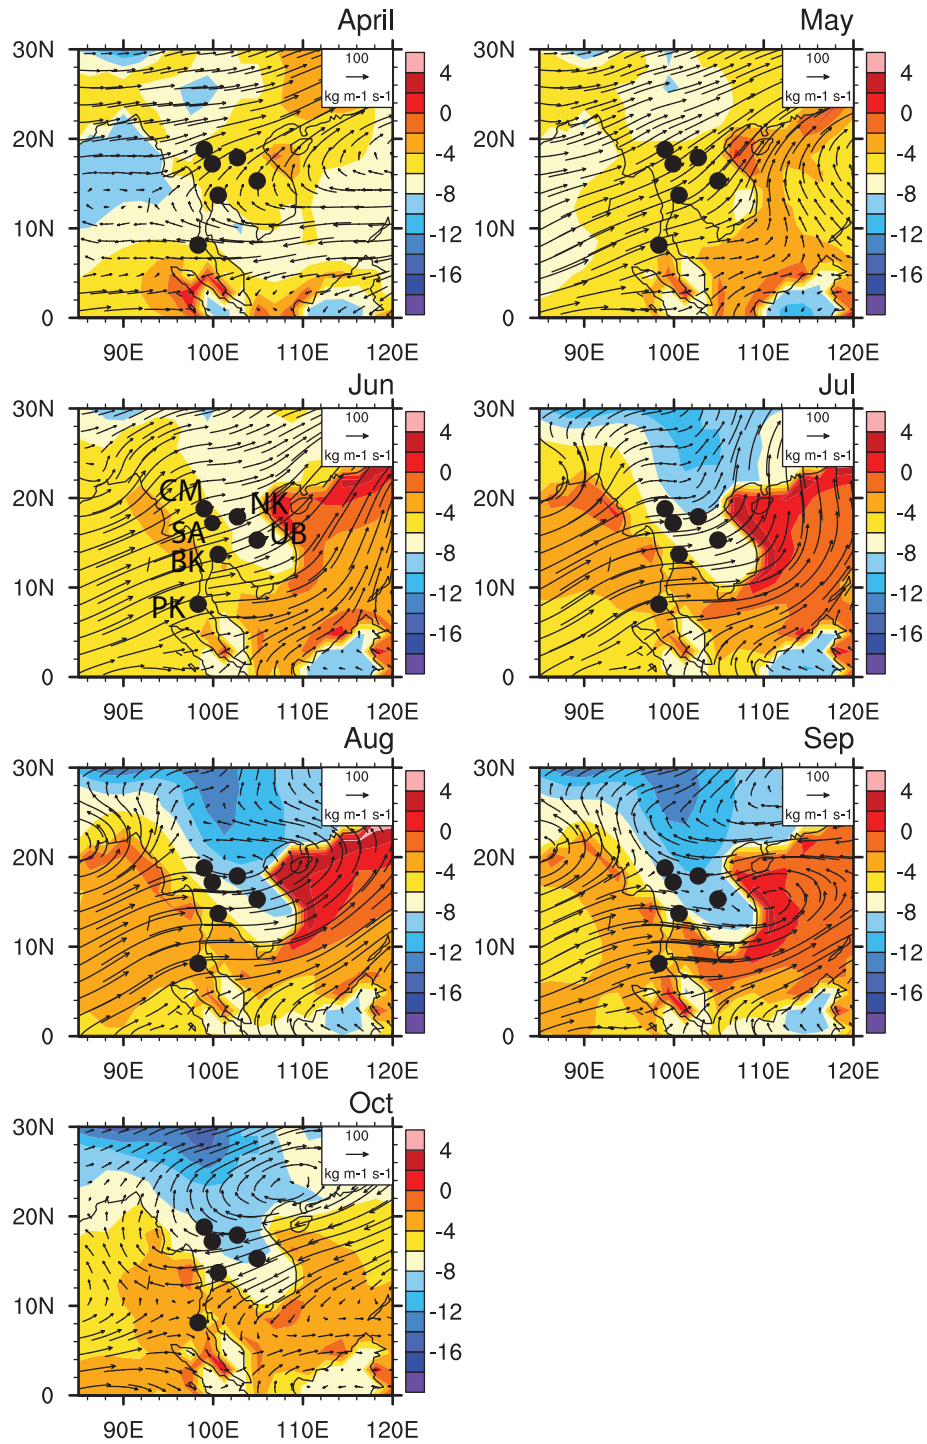 April
30N
20N
10N
0
90E 100E 110E 120E
100
kg m-1 s-1
4
0
-4
-8
-12
-16
May
30N
20N
10N
0
90E 100E 110E 120E
100
kg m-1 s-1
4
0
-4
-8
-12
-16
Jun
30N
20N
10N
0
90E 100E 110E 120E
100
kg m-1 s-1
CM
NK
SA
UB
BK
PK
4
0
-4
-8
-12
-16
Jul
30N
20N
10N
0
90E 100E 110E 120E
100
kg m-1 s-1
4
0
-4
-8
-12
-16
Aug
30N
20N
10N
0
90E 100E 110E 120E
100
kg m-1 s-1
4
0
-4
-8
-12
-16
Sep
30N
20N
10N
0
90E 100E 110E 120E
100
kg m-1 s-1
4
0
-4
-8
-12
-16
Oct
30N
20N
10N
0
90E 100E 110E 120E
100
kg m-1 s-1
4
0
-4
-8
-12
-16